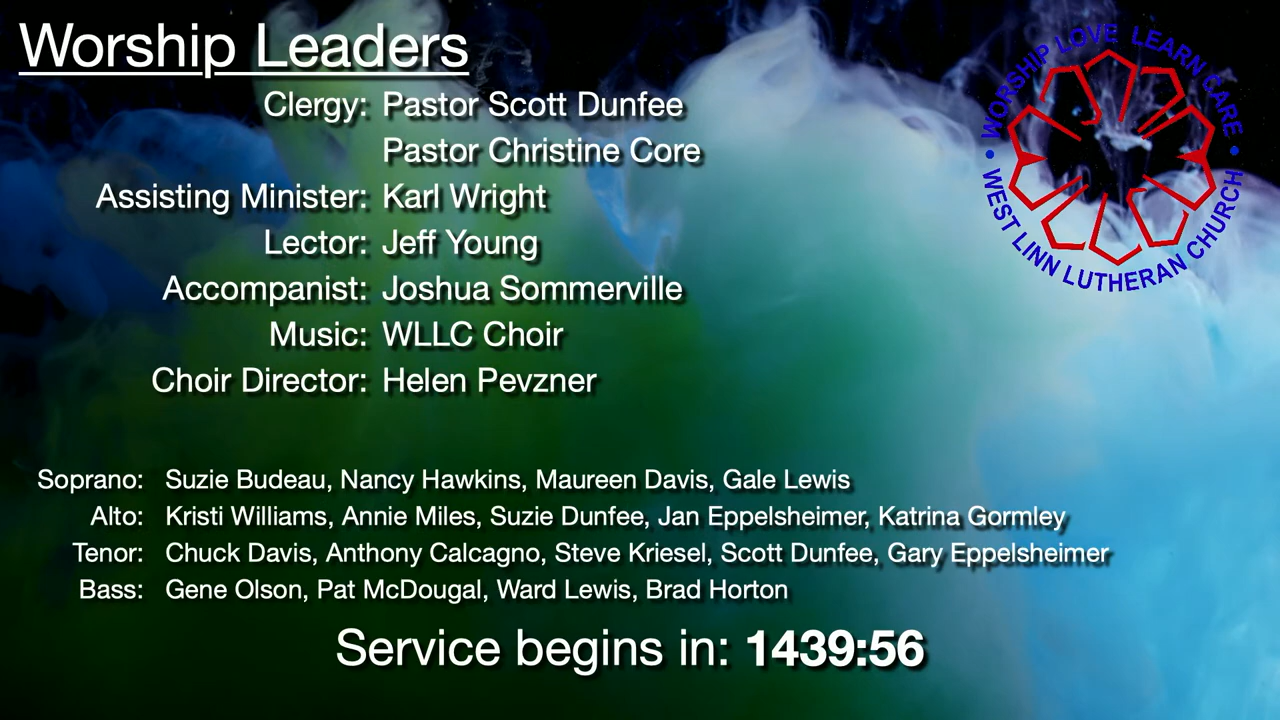 Worship Leaders
Clergy: Pastor Scott Dunfee
Pastor Christine Core
Assisting Minister: Karl Wright
Lector: Jeff Young
Accompanist: Joshua Sommerville
Music: WLLC Choir
Choir Director: Helen Pevzner
Soprano: Suzie Budeau, Nancy Hawkins, Maureen Davis, Gale Lewis
Alto: Kristi Williams, Annie Miles, Suzie Dunfee, Jan Eppelsheimer, Katrina Gormley
Tenor: Chuck Davis, Anthony Calcagno, Steve Kriesel, Scott Dunfee, Gary Eppelsheimer
Bass: Gene Olson, Pat McDougal, Ward Lewis, Brad Horton
Service begins in: 1439:56
WORSHIP LOVE LEARN CARE
• WEST LINN LUTHERAN CHURCH •